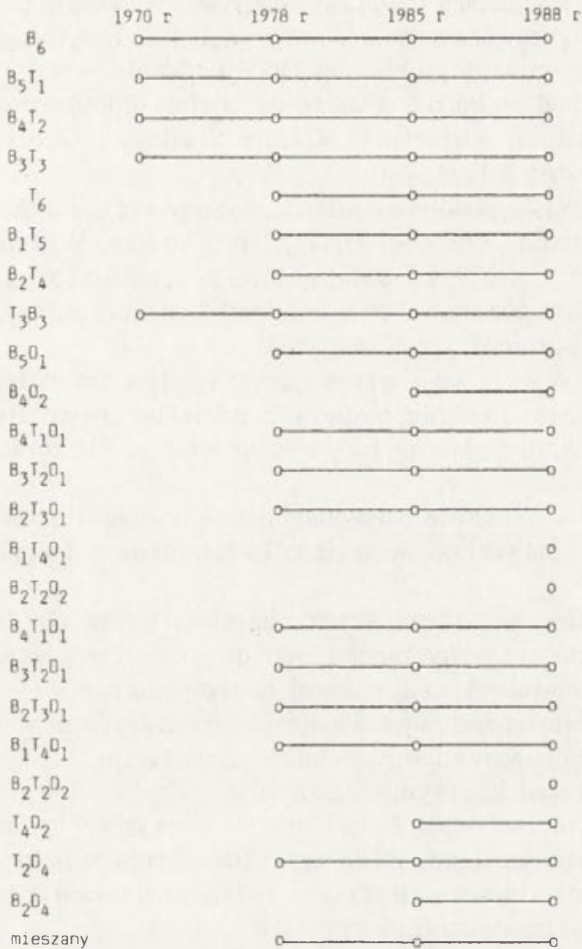 1970 r 1978 r 1985 r 1988 r
B₆
B₅T₁
B₄T₂
B₃T₃
T₆
B₁T₅
B₂T₄
T₃B₃
B₅O₁
B₄O₂
B₄T₁O₁
B₃T₂O₁
B₂T₃O₁
B₁T₄O₁
B₂T₂O₂
B₄T₁O₁
B₃T₂O₁
B₂T₃O₁
B₁T₄O₁
B₂T₂O₂
T₄O₂
T₂O₄
B₂O₄
mieszany